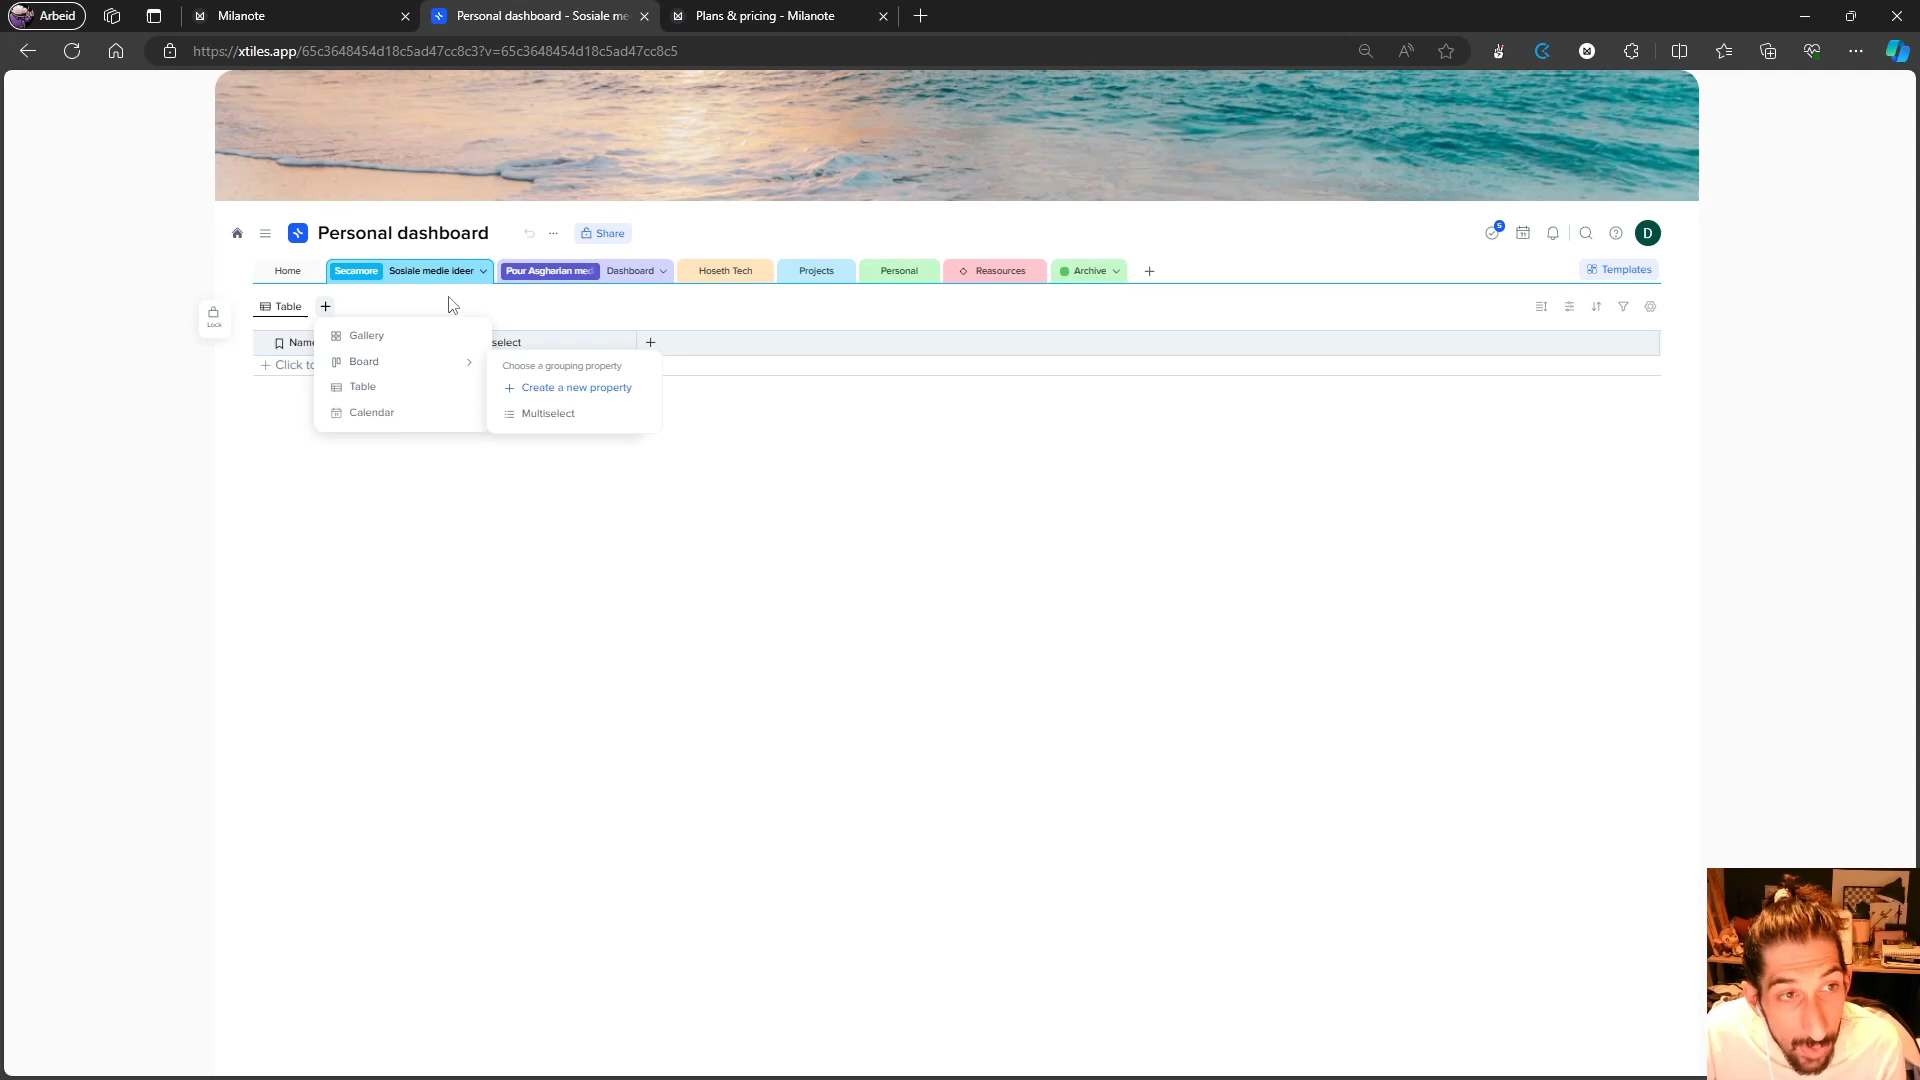 Arbeid
Milanote
Personal dashboard - Sosiale me
Plans & pricing - Milanote
https://xtiles.app/65c3648454d18c5ad47cc8c3?v=65c3648454d18c5ad47cc8c5
Personal dashboard
...
Share
5
D
Home
Secamore
Sosiale medie ideer
Pour Asgharian med
Dashboard
Hoseth Tech
Projects
Personal
Reasources
Archive
Templates
Lock
Table
Gallery
Board
Table
Calendar
Name
select
Click to
Choose a grouping property
Create a new property
Multiselect